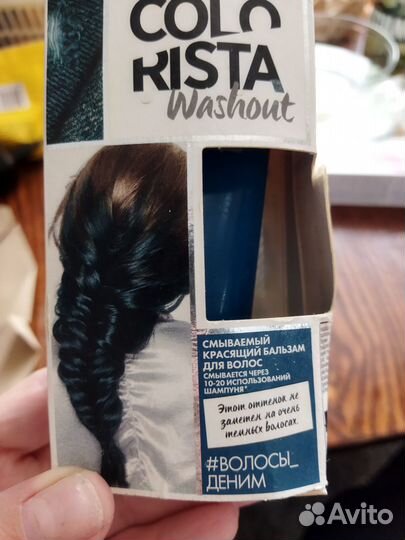 COLO
RISTA
Washout
СМЫВАЕМЫЙ
КРАСЯЩИЙ БАЛЬЗАМ
ДЛЯ ВОЛОС
СМЫВАЕТСЯ ЧЕРЕЗ
10-20 ИСПОЛЬЗОВАНИЙ
ШАМПУНЯ*
Этот оттенок не
заметен на очень
темных волосах.
#ВОЛОСЫ_
ДЕНИМ
Avito